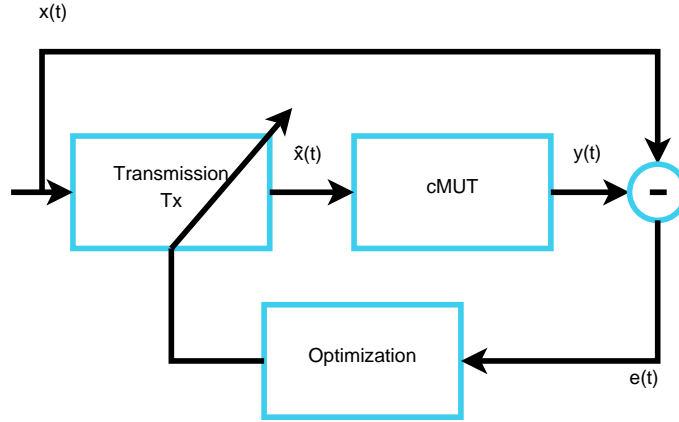 x(t)
Transmission
Tx
x̂(t)
cMUT
y(t)
-
Optimization
e(t)